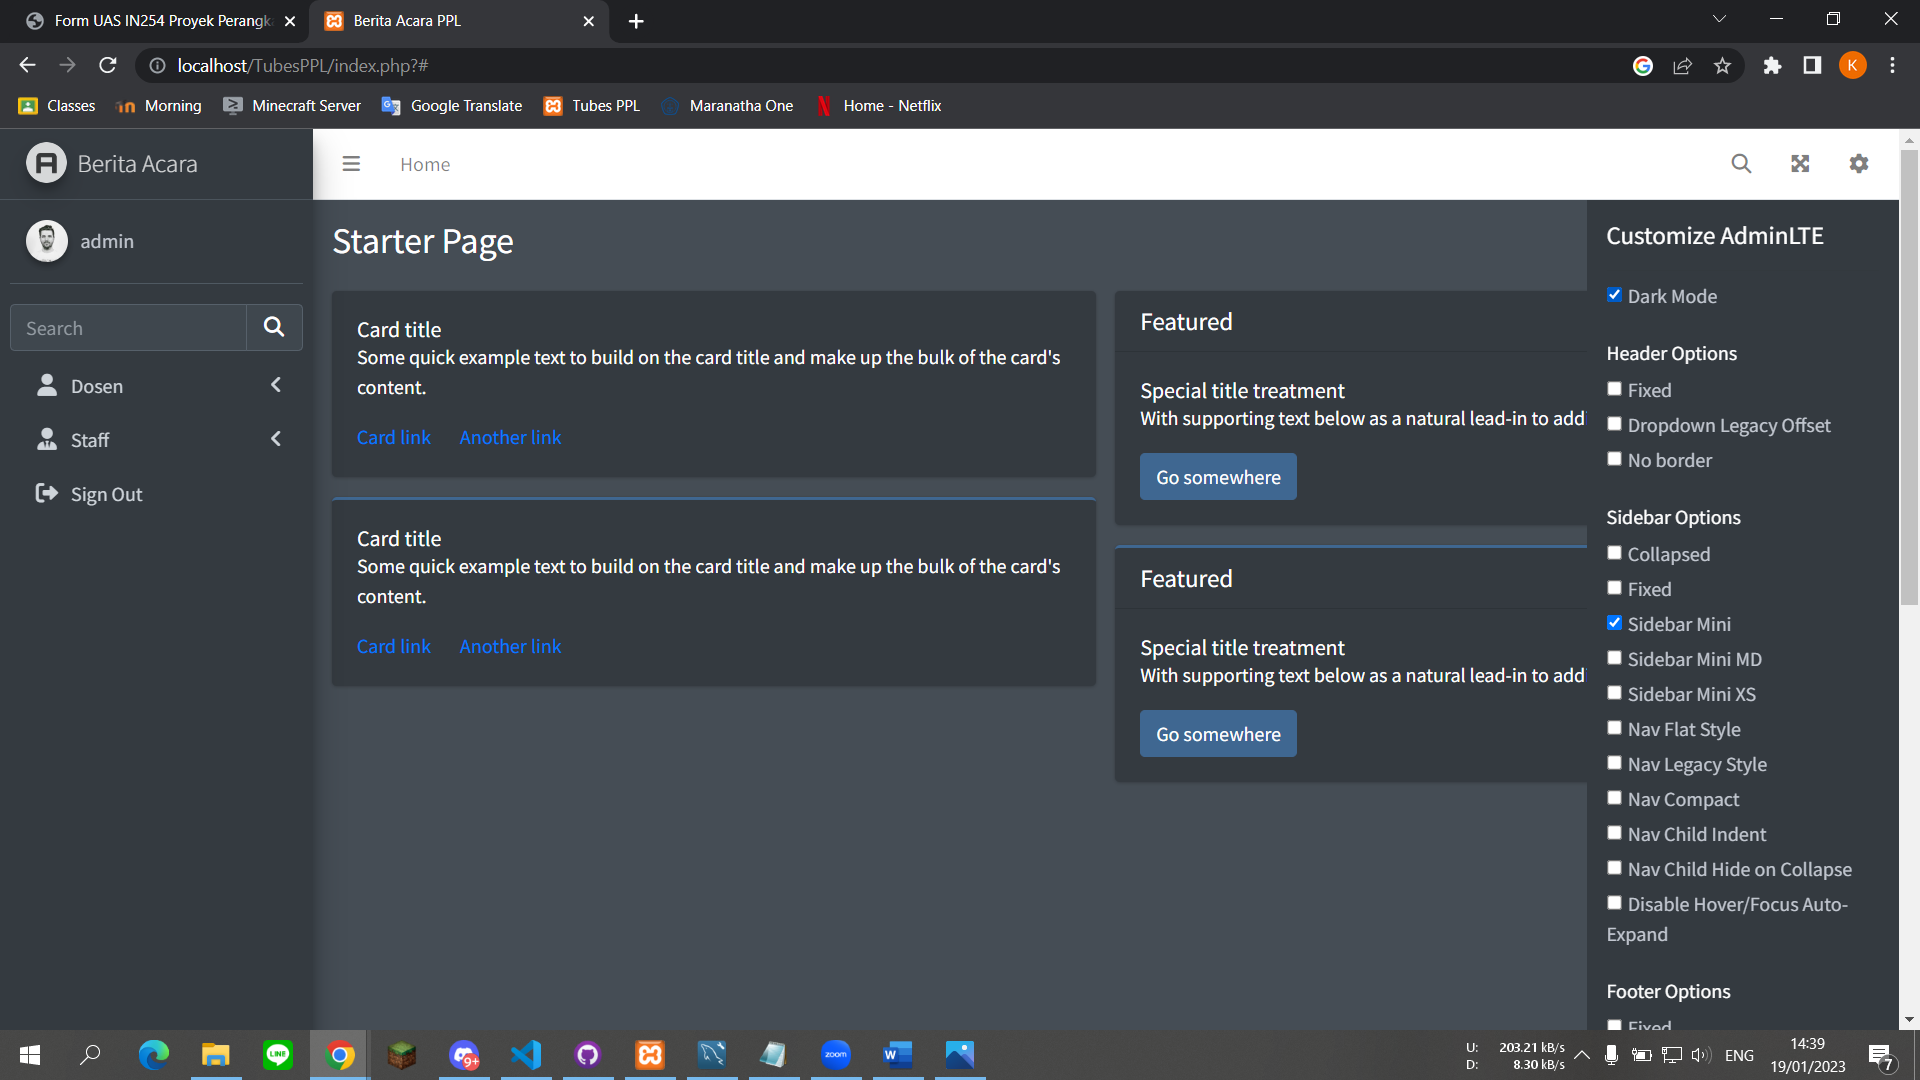 Form UAS IN254 Proyek Perangk
Berita Acara PPL
localhost/TubesPPL/index.php?#
K
Classes
Morning
Minecraft Server
Google Translate
Tubes PPL
Maranatha One
Home - Netflix
Berita Acara
Home
admin
Search
Dosen
Staff
Sign Out
Starter Page
Card title
Some quick example text to build on the card title and make up the bulk of the card's
content.
Card link Another link
Card title
Some quick example text to build on the card title and make up the bulk of the card's
content.
Card link Another link
Featured
Special title treatment
With supporting text below as a natural lead-in to addi
Go somewhere
Featured
Special title treatment
With supporting text below as a natural lead-in to addi
Go somewhere
Customize AdminLTE
Dark Mode
Header Options
Fixed
Dropdown Legacy Offset
No border
Sidebar Options
Collapsed
Fixed
Sidebar Mini
Sidebar Mini MD
Sidebar Mini XS
Nav Flat Style
Nav Legacy Style
Nav Compact
Nav Child Indent
Nav Child Hide on Collapse
Disable Hover/Focus Auto-
Expand
Footer Options
Fixed
LINE
9+
zoom
W
U: 203.21 kB/s
D: 8.30 kB/s
ENG
14:39
19/01/2023
7